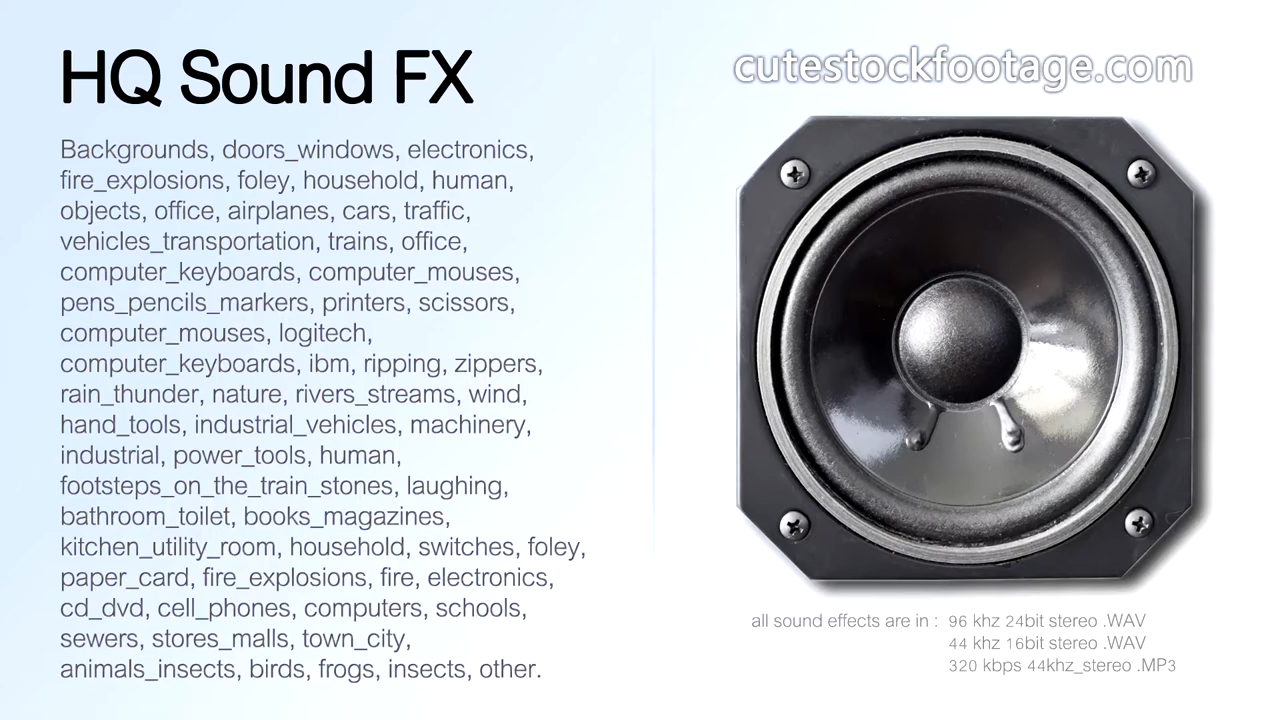 HQ Sound FX
Backgrounds, doors_windows, electronics,
fire_explosions, foley, household, human,
objects, office, airplanes, cars, traffic,
vehicles_transportation, trains, office,
computer_keyboards, computer_mouses,
pens_pencils_markers, printers, scissors,
computer_mouses, logitech,
computer_keyboards, ibm, ripping, zippers,
rain_thunder, nature, rivers_streams, wind,
hand_tools, industrial_vehicles, machinery,
industrial, power_tools, human,
footsteps_on_the_train_stones, laughing,
bathroom_toilet, books_magazines,
kitchen_utility_room, household, switches, foley,
paper_card, fire_explosions, fire, electronics,
cd_dvd, cell_phones, computers, schools,
sewers, stores_malls, town_city,
animals_insects, birds, frogs, insects, other.
cutestockfootage.com
all sound effects are in : 96 khz 24bit stereo .WAV
44 khz 16bit stereo .WAV
320 kbps 44khz_stereo .MP3